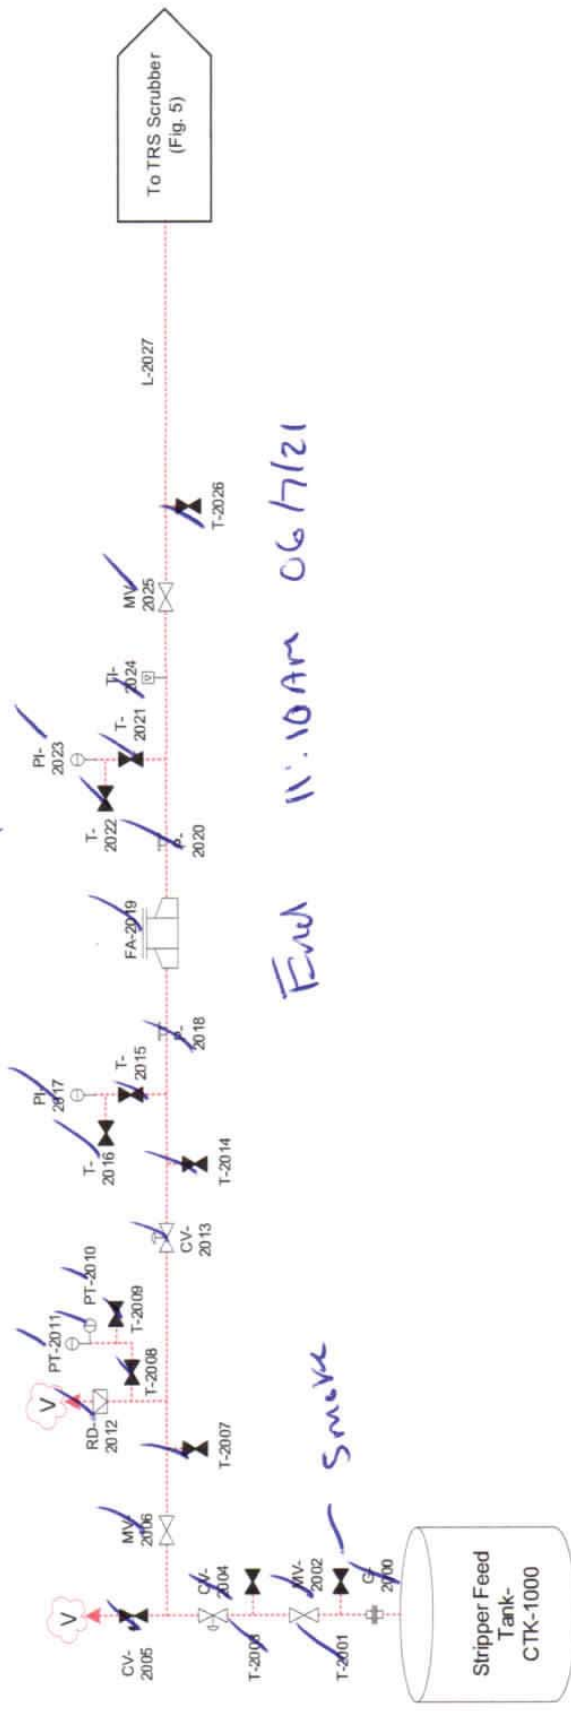 To TRS Scrubber
(Fig. 5)
L-2027
T-2026
MV-
2025
TI-
2024
V
PI-
2023
T-
2021
T-
2022
P-
2020
FA-2019
P-
2018
PI-
2017
T-
2015
T-
2016
T-2014
CV-
2013
PT-2010
PT-2011
T-2009
T-2008
V
RD-
2012
T-2007
MV-
2006
V
CV-
2005
CV-
2004
T-2003
MV-
2002
T-2001
G-
2000
Stripper Feed
Tank-
CTK-1000
Smoke
End 11:10 AM 06/7/21